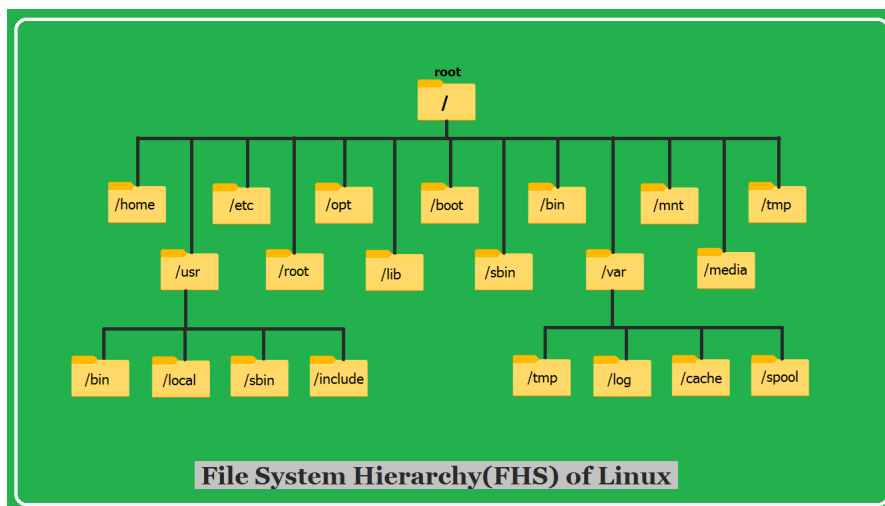 root
/
/home
/etc
/opt
/boot
/bin
/mnt
/tmp
/usr
/root
/lib
/sbin
/var
/media
/bin
/local
/sbin
/include
/tmp
/log
/cache
/spool
File System Hierarchy(FHS) of Linux